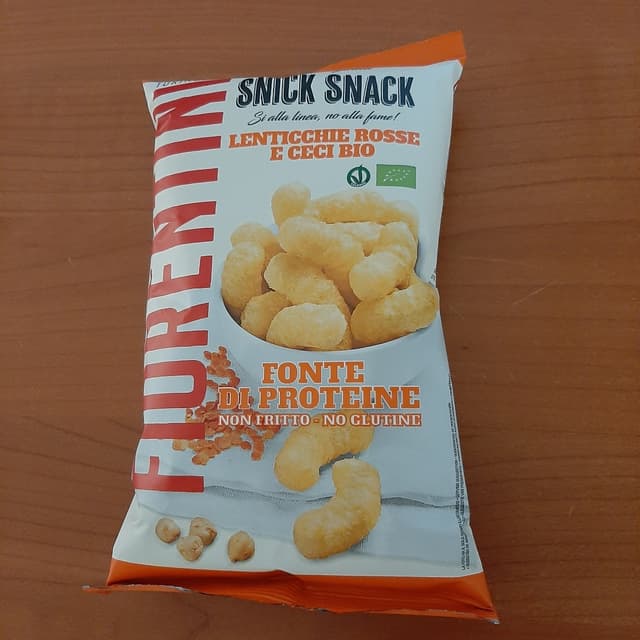 FIORENTINI
SNICK SNACK
Si alla linea, no alla fame!
LENTICCHIE ROSSE
E CECI BIO
FONTE
DI PROTEINE
NON FRITTO - NO GLUTINE